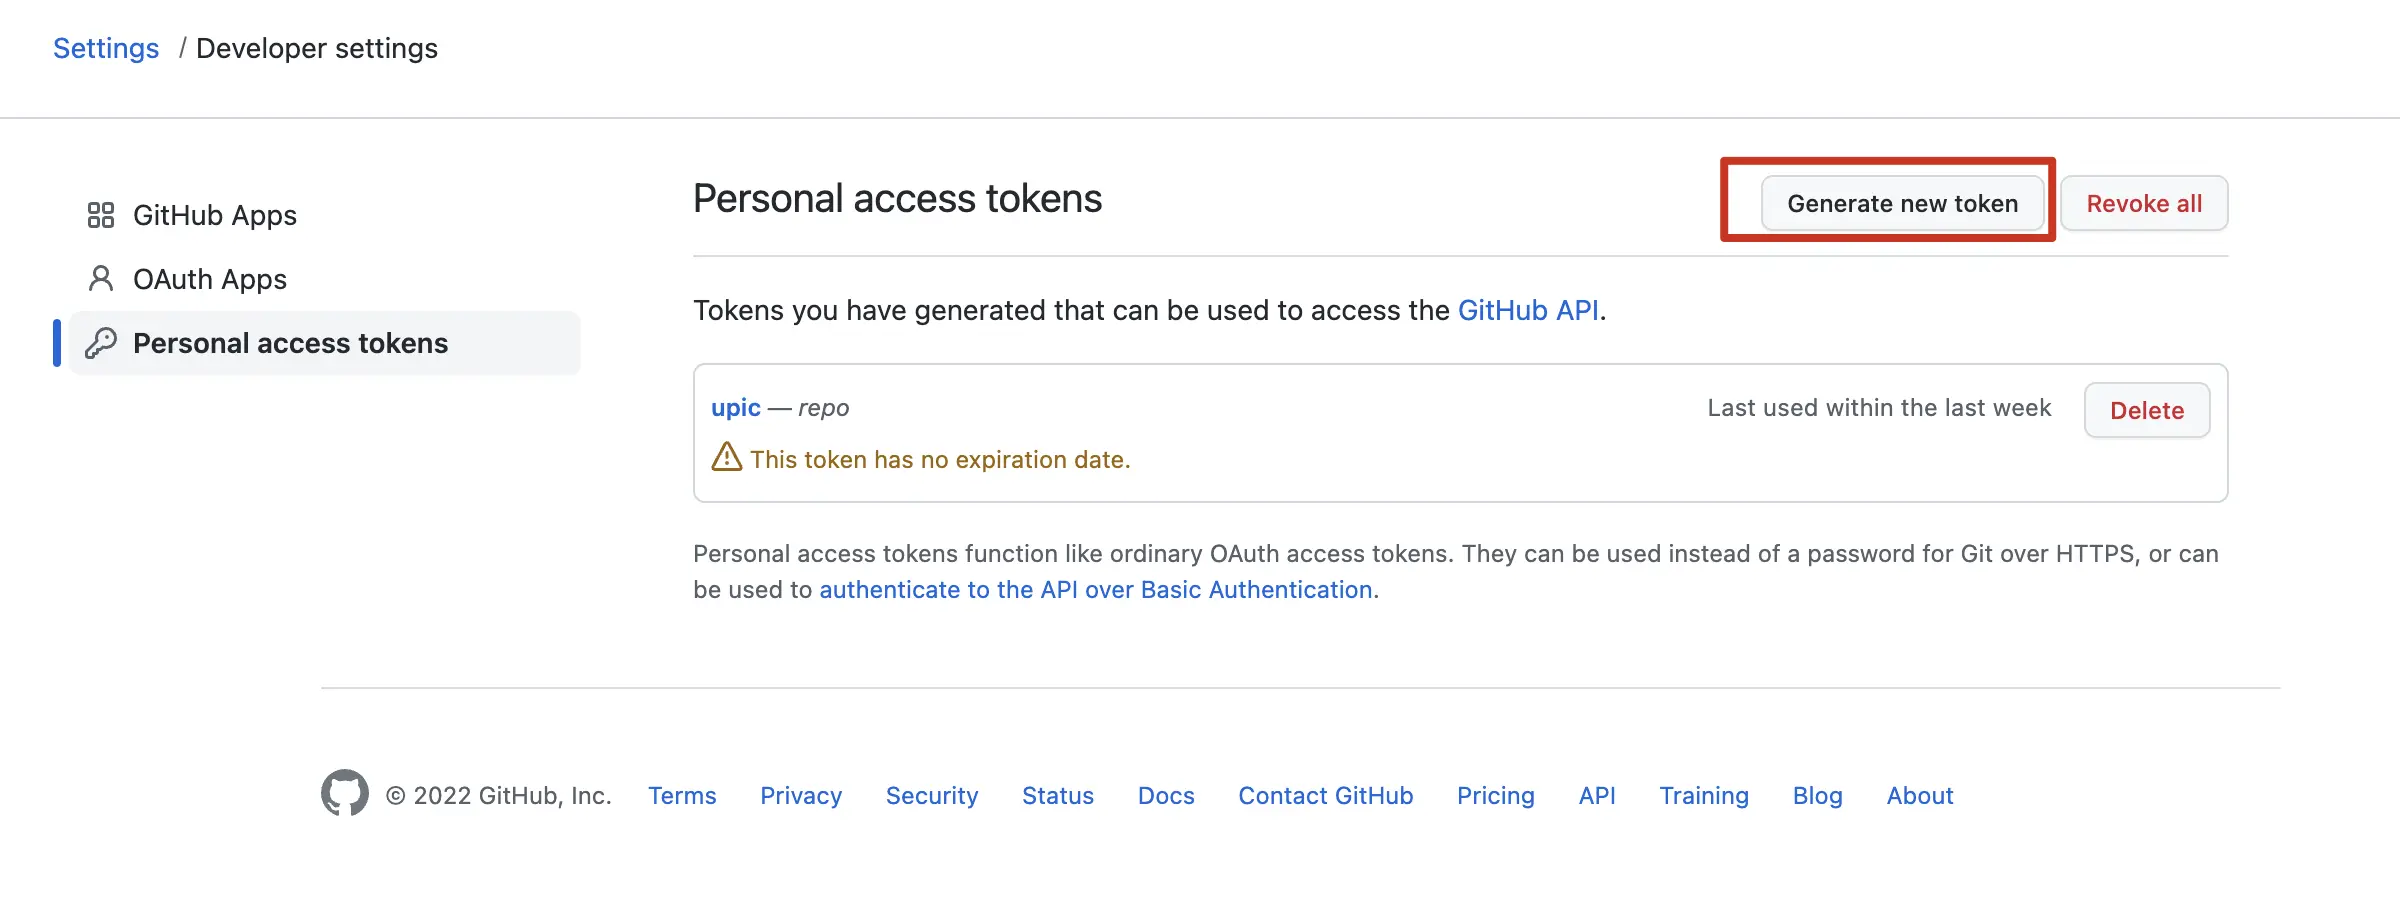 Settings / Developer settings
GitHub Apps
OAuth Apps
Personal access tokens
Personal access tokens
Generate new token
Revoke all
Tokens you have generated that can be used to access the GitHub API.
upic — repo
Last used within the last week
Delete
This token has no expiration date.
Personal access tokens function like ordinary OAuth access tokens. They can be used instead of a password for Git over HTTPS, or can
be used to authenticate to the API over Basic Authentication.
© 2022 GitHub, Inc. Terms Privacy Security Status Docs Contact GitHub Pricing API Training Blog About